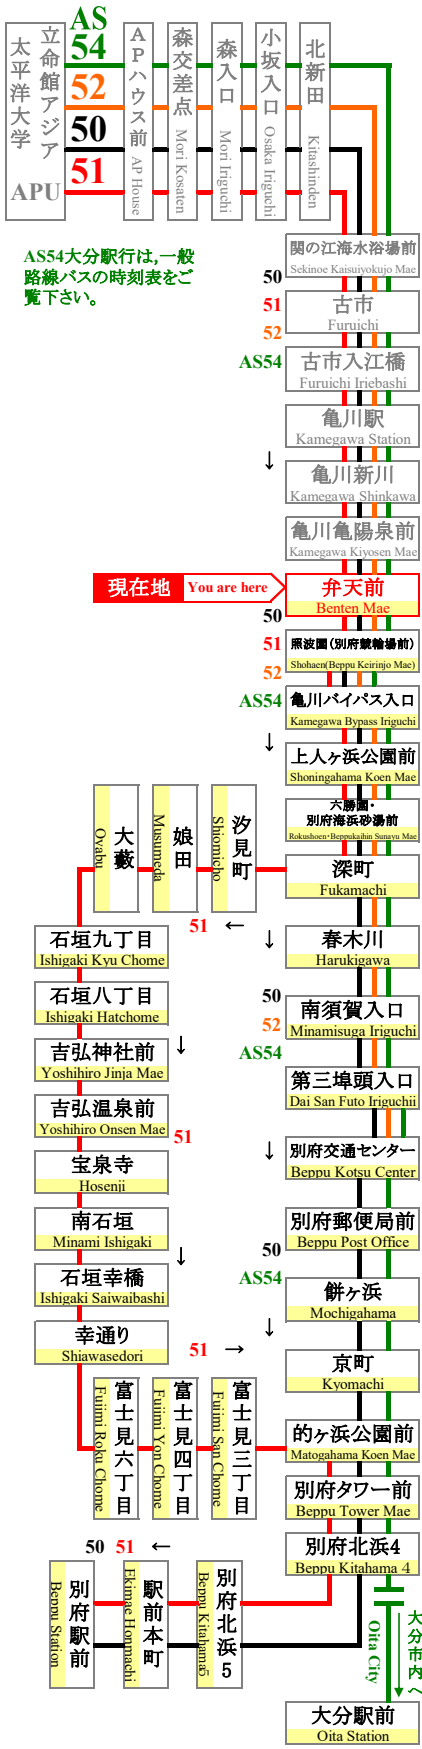 AS
54
52
50
51
立命館アジア
太平洋大学
APU
APハウス前
AP House
森交差点
Mori Kosaten
森入口
Mori Iriguchi
小坂入口
Osaka Iriguchi
北新田
Kitashinden
AS54大分駅行は,一般
路線バスの時刻表をご
覧下さい。
関の江海水浴場前
Sekinoe Kaisuiyokujo Mae
50
51
52
AS54
↓
古市
Furuichi
古市入江橋
Furuichi Iriebashi
亀川駅
Kamegawa Station
亀川新川
Kamegawa Shinkawa
亀川亀陽泉前
Kamegawa Kiyosen Mae
現在地
You are here
弁天前
Benten Mae
50
51
52
AS54
↓
照波園(別府競輪場前)
Shohaen(Beppu Keirinjo Mae)
亀川バイパス入口
Kamegawa Bypass Iriguchi
上人ヶ浜公園前
Shoningahama Koen Mae
六勝園・
別府海浜砂湯前
Rokushoen・Beppukaihin Sunayu Mae
深町
Fukamachi
汐見町
Shiomicho
娘田
Musumeda
大藪
Oyabu
51 ←
↓
石垣九丁目
Ishigaki Kyu Chome
石垣八丁目
Ishigaki Hatchome
↓
吉弘神社前
Yoshihiro Jinja Mae
吉弘温泉前
Yoshihiro Onsen Mae
51
宝泉寺
Hosenji
南石垣
Minami Ishigaki
↓
石垣幸橋
Ishigaki Saiwaibashi
幸通り
Shiawasedori
51 →
富士見六丁目
Fujimi Roku Chome
富士見四丁目
Fujimi Yon Chome
富士見三丁目
Fujimi San Chome
春木川
Harukigawa
50
52
AS54
↓
南須賀入口
Minamisuga Iriguchi
第三埠頭入口
Dai San Futo Iriguchii
別府交通センター
Beppu Kotsu Center
別府郵便局前
Beppu Post Office
50
AS54
↓
餅ヶ浜
Mochigahama
京町
Kyomachi
的ヶ浜公園前
Matogahama Koen Mae
別府タワー前
Beppu Tower Mae
別府北浜4
Beppu Kitahama 4
50 51 ←
別府北浜5
Beppu Kitahama5
駅前本町
Ekimae Honmachi
別府駅前
Beppu Station
大分市内へ
Oita City
↓
大分駅前
Oita Station